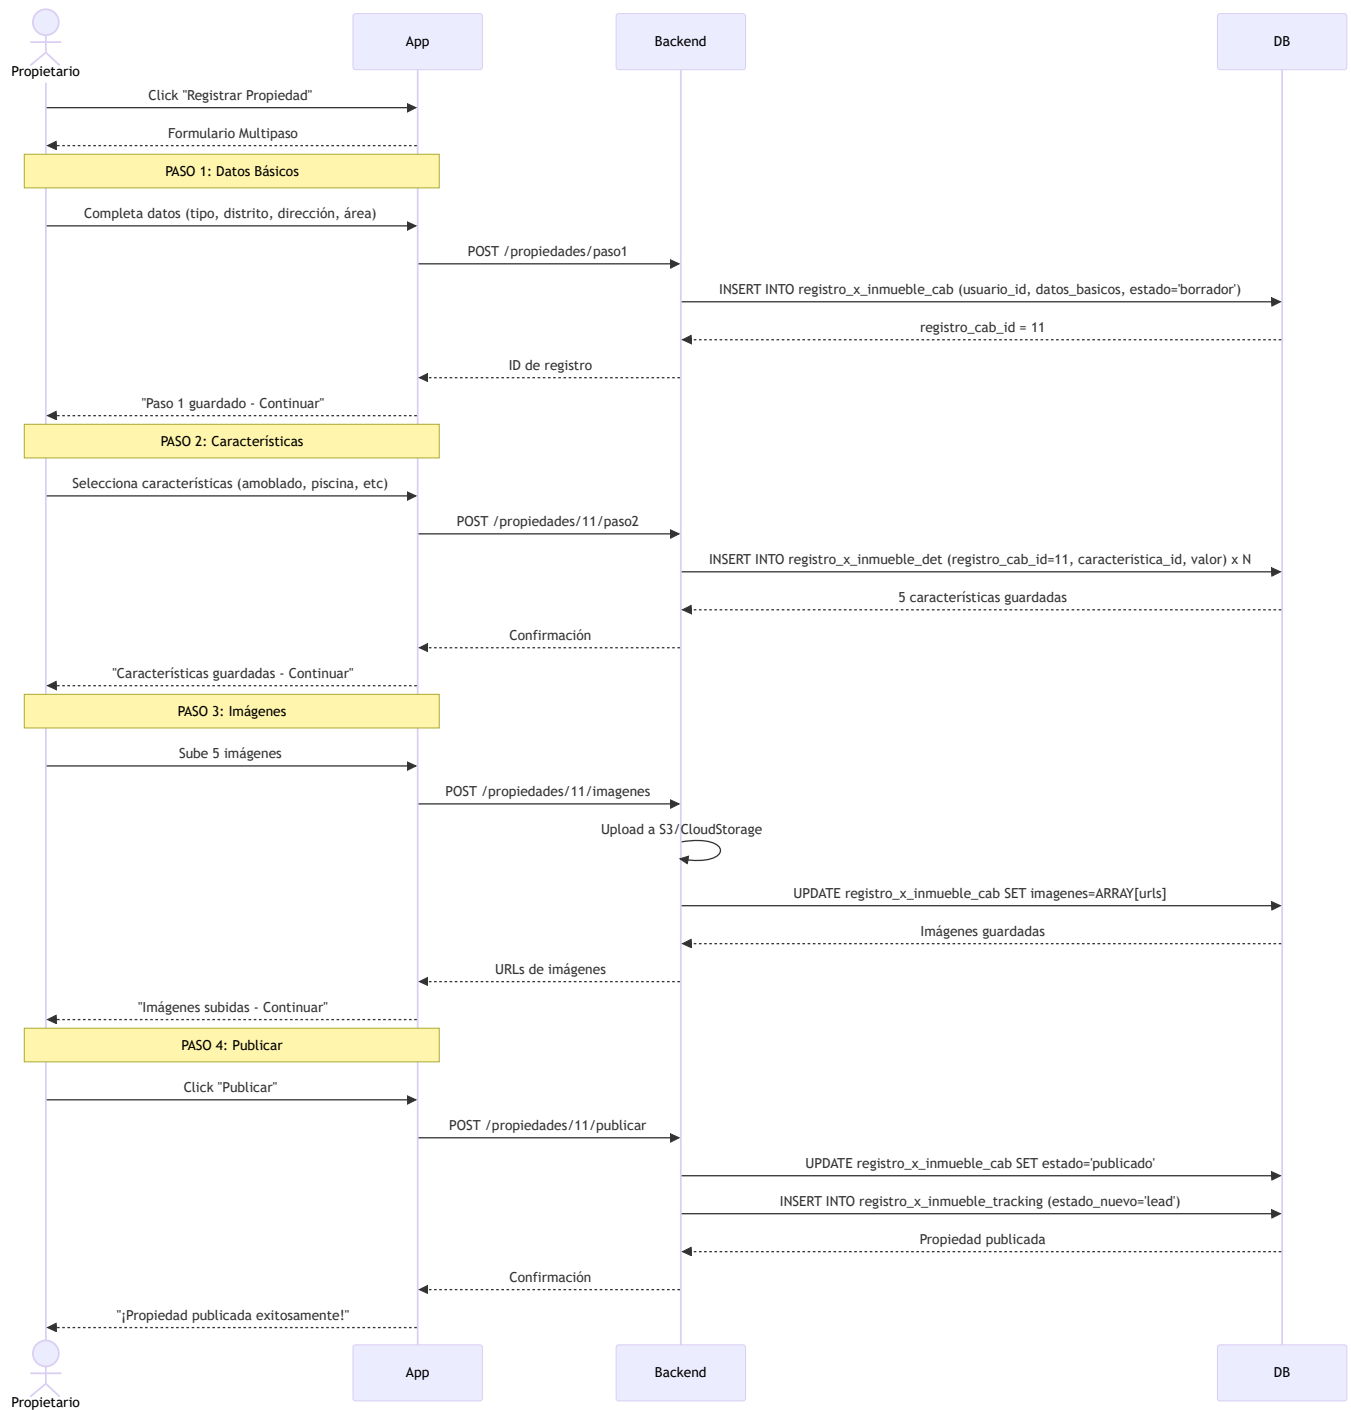 Propietario
App
Backend
DB
Click "Registrar Propiedad"
Formulario Multipaso
PASO 1: Datos Básicos
Completa datos (tipo, distrito, dirección, área)
POST /propiedades/paso1
INSERT INTO registro_x_inmueble_cab (usuario_id, datos_basicos, estado='borrador')
registro_cab_id = 11
ID de registro
"Paso 1 guardado - Continuar"
PASO 2: Características
Selecciona características (amoblado, piscina, etc)
POST /propiedades/11/paso2
INSERT INTO registro_x_inmueble_det (registro_cab_id=11, caracteristica_id, valor) x N
5 características guardadas
Confirmación
"Características guardadas - Continuar"
PASO 3: Imágenes
Sube 5 imágenes
POST /propiedades/11/imagenes
Upload a S3/CloudStorage
UPDATE registro_x_inmueble_cab SET imagenes=ARRAY[urls]
Imágenes guardadas
URLs de imágenes
"Imágenes subidas - Continuar"
PASO 4: Publicar
Click "Publicar"
POST /propiedades/11/publicar
UPDATE registro_x_inmueble_cab SET estado='publicado'
INSERT INTO registro_x_inmueble_tracking (estado_nuevo='lead')
Propiedad publicada
Confirmación
"¡Propiedad publicada exitosamente!"
Propietario
App
Backend
DB